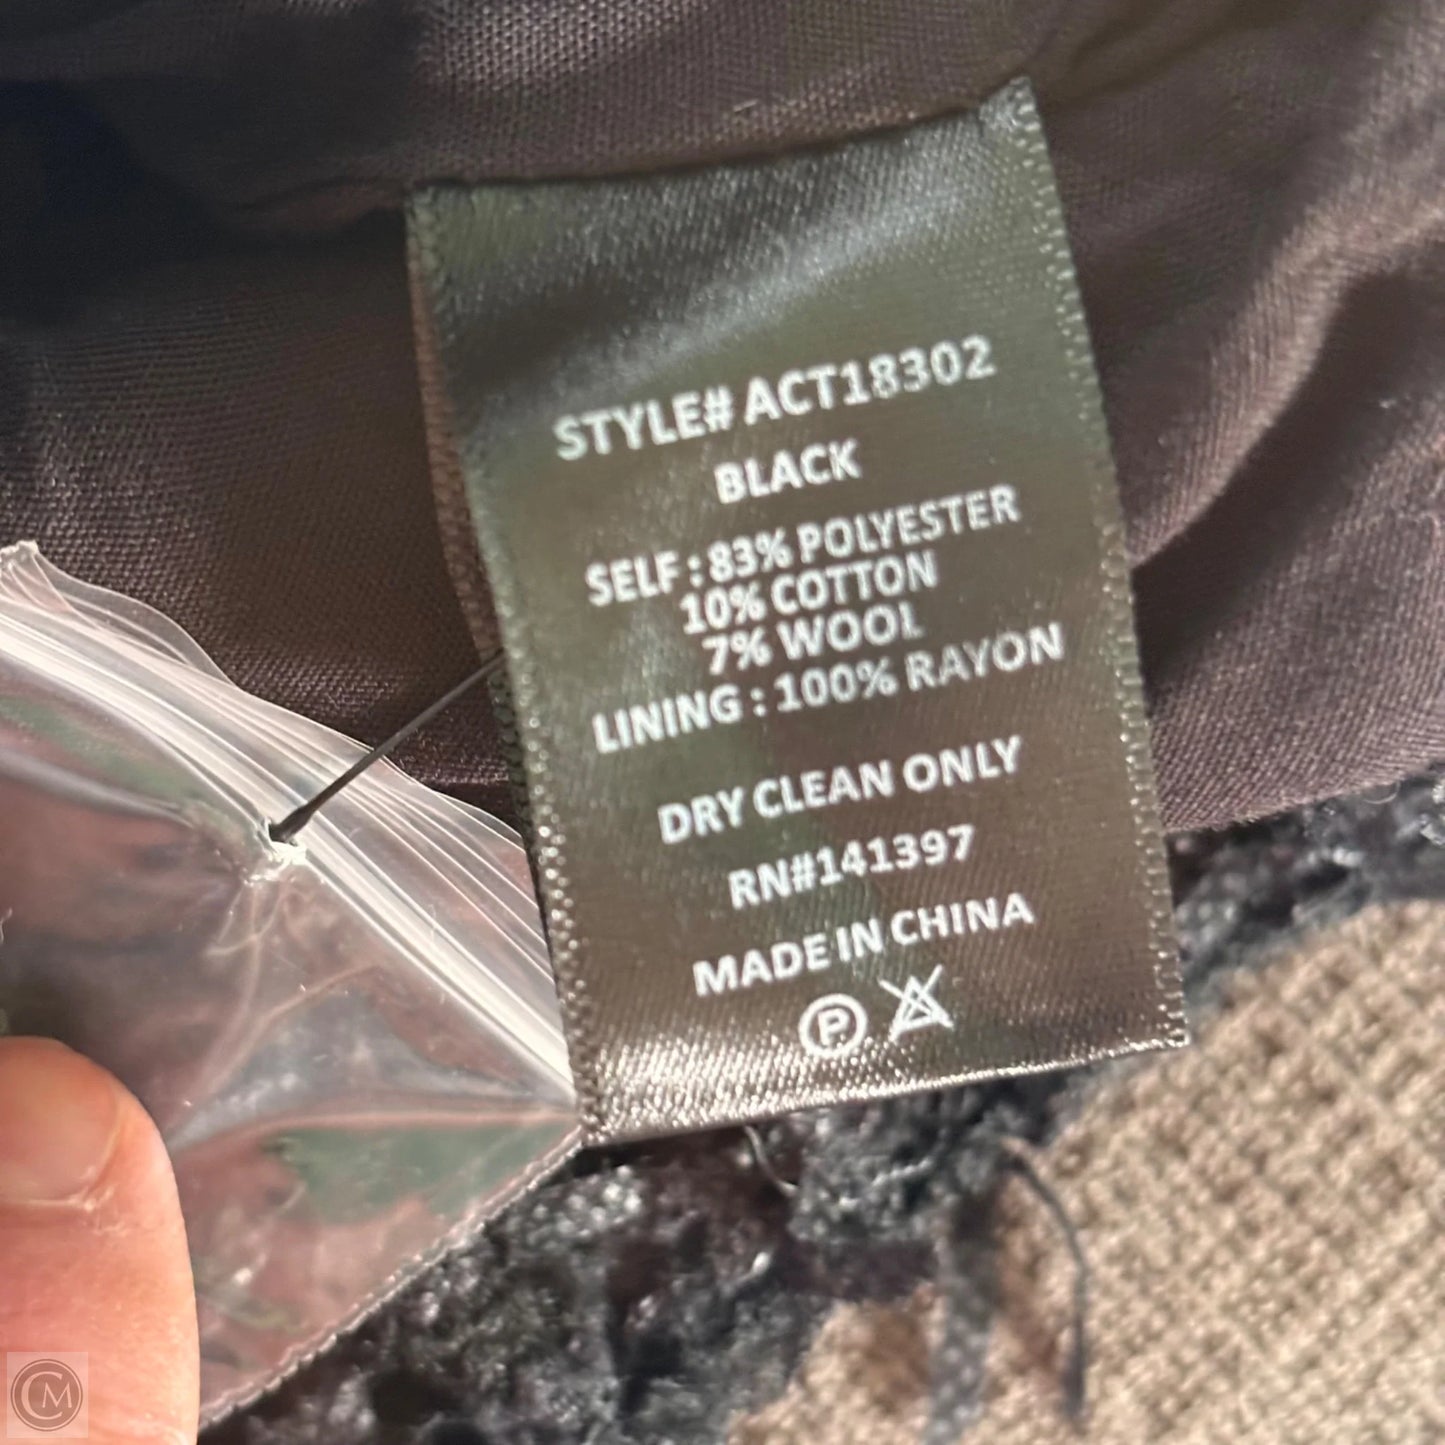 STYLE# ACT18302
BLACK
SELF : 83% POLYESTER
10% COTTON
7% WOOL
LINING : 100% RAYON
DRY CLEAN ONLY
RN#141397
MADE IN CHINA
P
CM